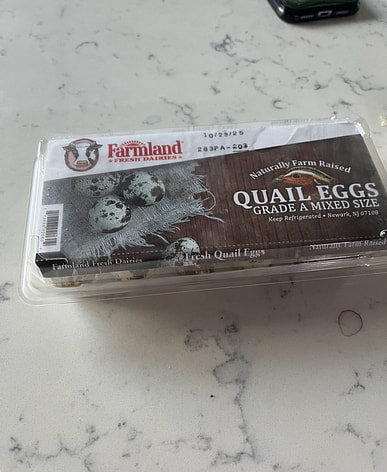 10/29/25
283PA-203
Farmland
FRESH DAIRIES
Naturally Farm Raised
QUAIL EGGS
GRADE A MIXED SIZE
Keep Refrigerated • Newark, NJ 07108
Farmland Fresh Dairies
Fresh Quail Eggs
Naturally Farm Raised